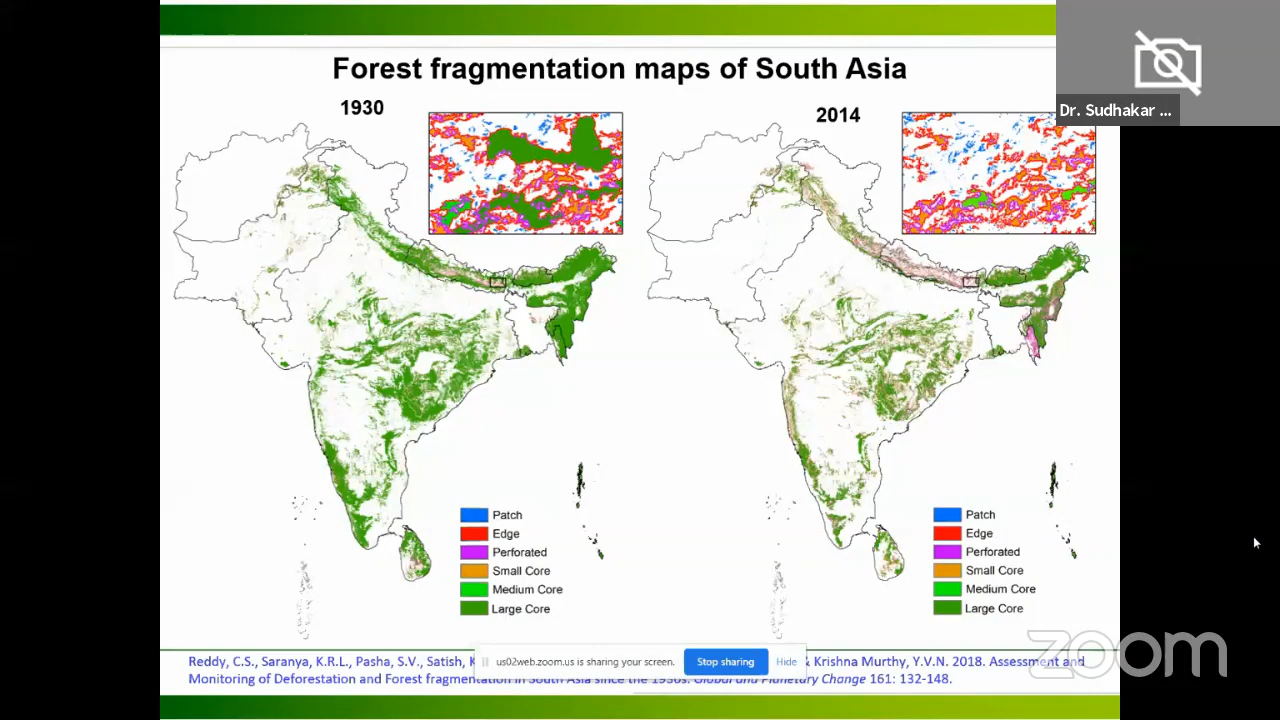 Forest fragmentation maps of South Asia
Dr. Sudhakar ...
1930
2014
Patch
Edge
Perforated
Small Core
Medium Core
Large Core
Patch
Edge
Perforated
Small Core
Medium Core
Large Core
zoom
Reddy, C.S., Saranya, K.R.L., Pasha, S.V., Satish, K & Krishna Murthy, Y.V.N. 2018. Assessment and
us02web.zoom.us is sharing your screen. Stop sharing Hide
Monitoring of Deforestation and Forest fragmentation in South Asia since the 1930s. Global and Planetary Change 161: 132-148.